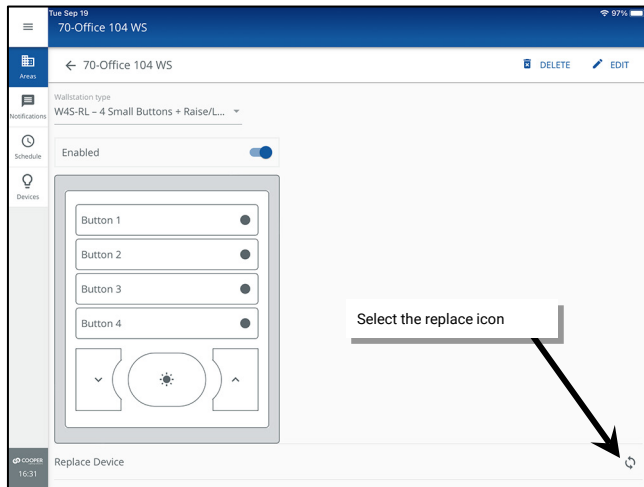 Tue Sep 19
97%
70-Office 104 WS
Areas
70-Office 104 WS
DELETE
EDIT
Notifications
Wallstation type
W4S-RL – 4 Small Buttons + Raise/L...
Schedule
Enabled
Devices
Button 1
Button 2
Button 3
Button 4
Select the replace icon
COOPER
16:31
Replace Device